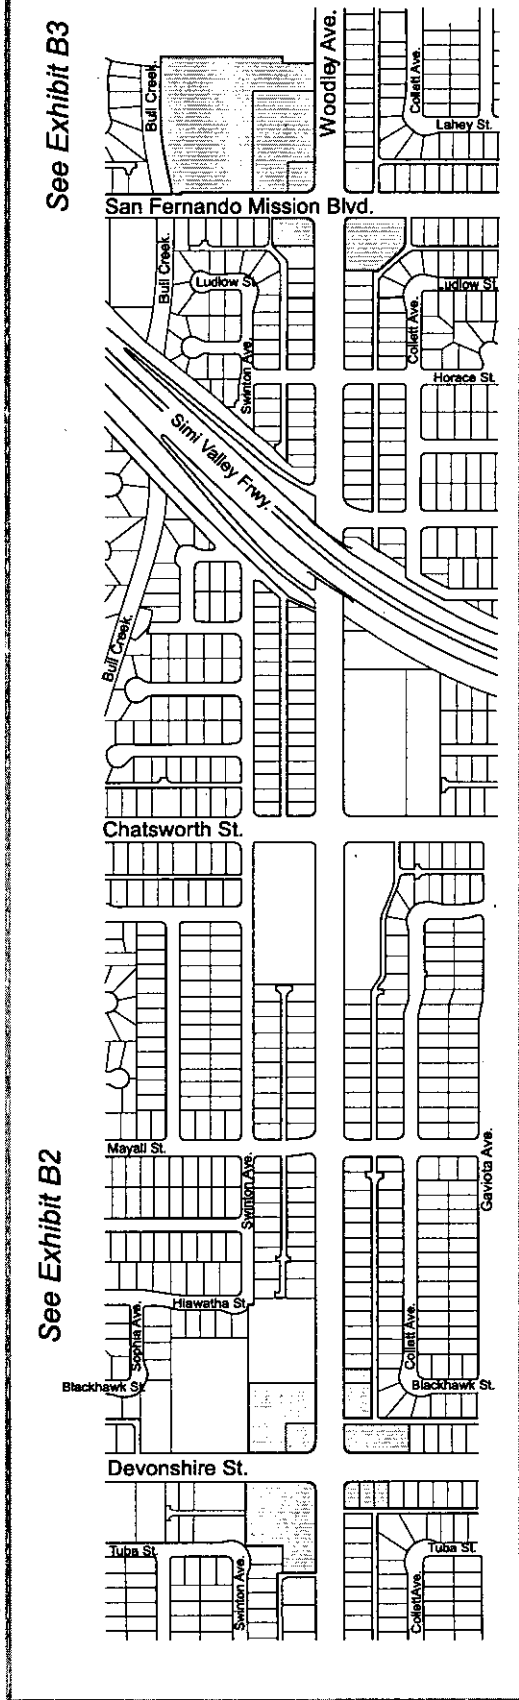 See Exhibit B3
Woodley Ave.
Collett Ave.
Bull Creek.
Lahey St.
San Fernando Mission Blvd.
Bull Creek.
Ludlow St.
Ludlow St.
Collett Ave.
Swinton Ave.
Horace St.
Simi Valley Frwy.
Bull Creek.
Chatsworth St.
See Exhibit B2
Mayall St.
Swinton Ave.
Gaviota Ave.
Hiawatha St.
Sophia Ave.
Collett Ave.
Blackhawk St.
Blackhawk St.
Devonshire St.
Tuba St.
Tuba St.
Swinton Ave.
Collett Ave.